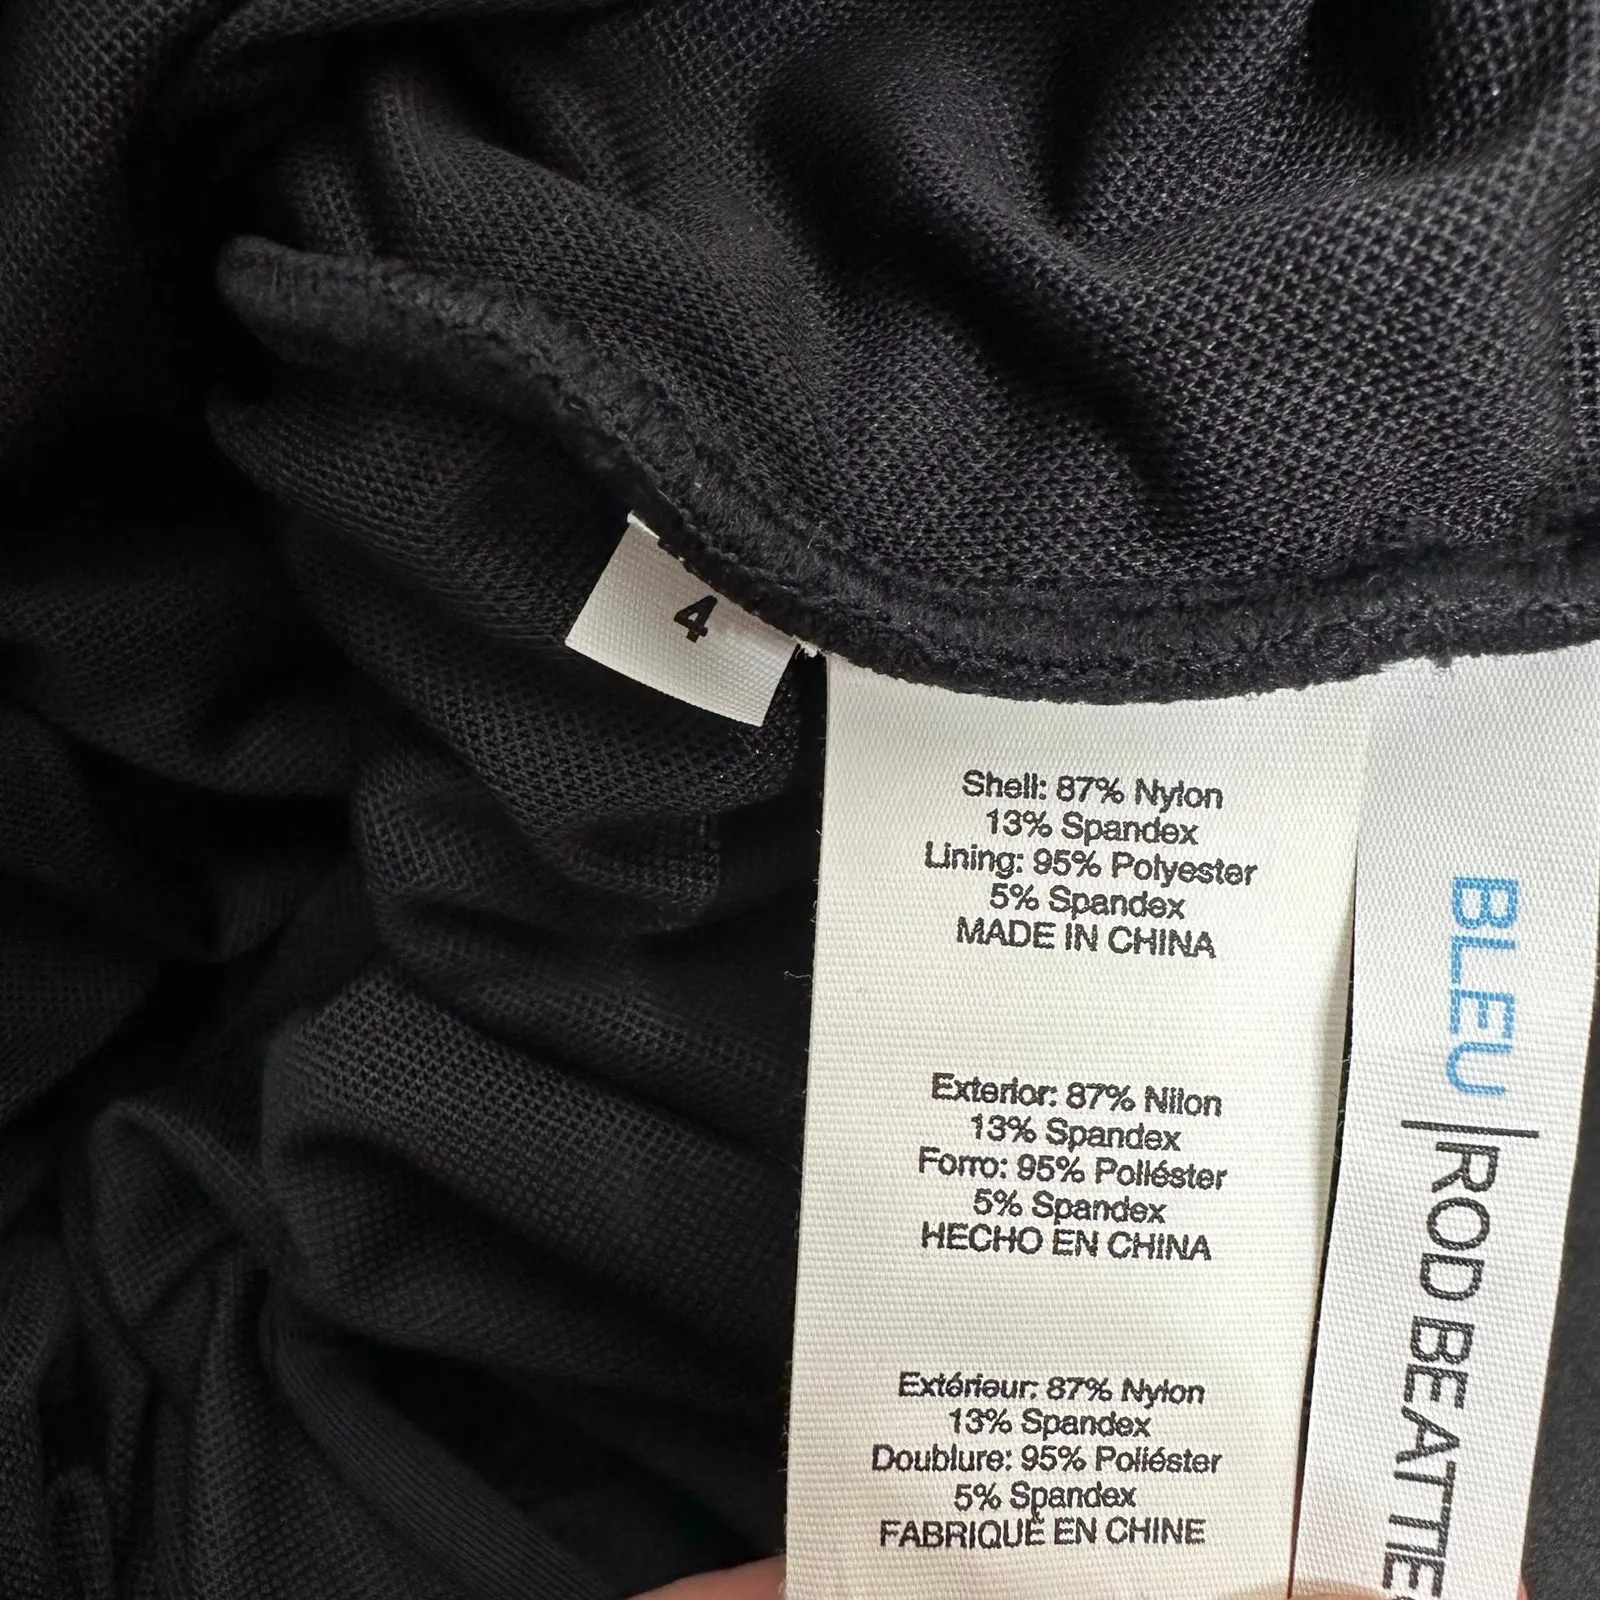 4
Shell: 87% Nylon
13% Spandex
Lining: 95% Polyester
5% Spandex
MADE IN CHINA
Exterior: 87% Nilon
13% Spandex
Forro: 95% Poliéster
5% Spandex
HECHO EN CHINA
Extérieur: 87% Nylon
13% Spandex
Doublure: 95% Poliéster
5% Spandex
FABRIQUÉ EN CHINE
BLEU | ROD BEATTIE